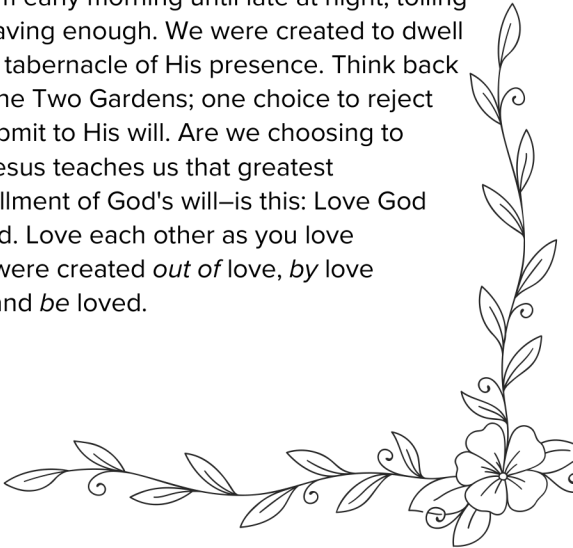 early morning until late at night, toiling
aving enough. We were created to dwell
tabernacle of His presence. Think back
he Two Gardens; one choice to reject
bmit to His will. Are we choosing to
esus teaches us that greatest
llment of God's will–is this: Love God
d. Love each other as you love
were created out of love, by love
and be loved.